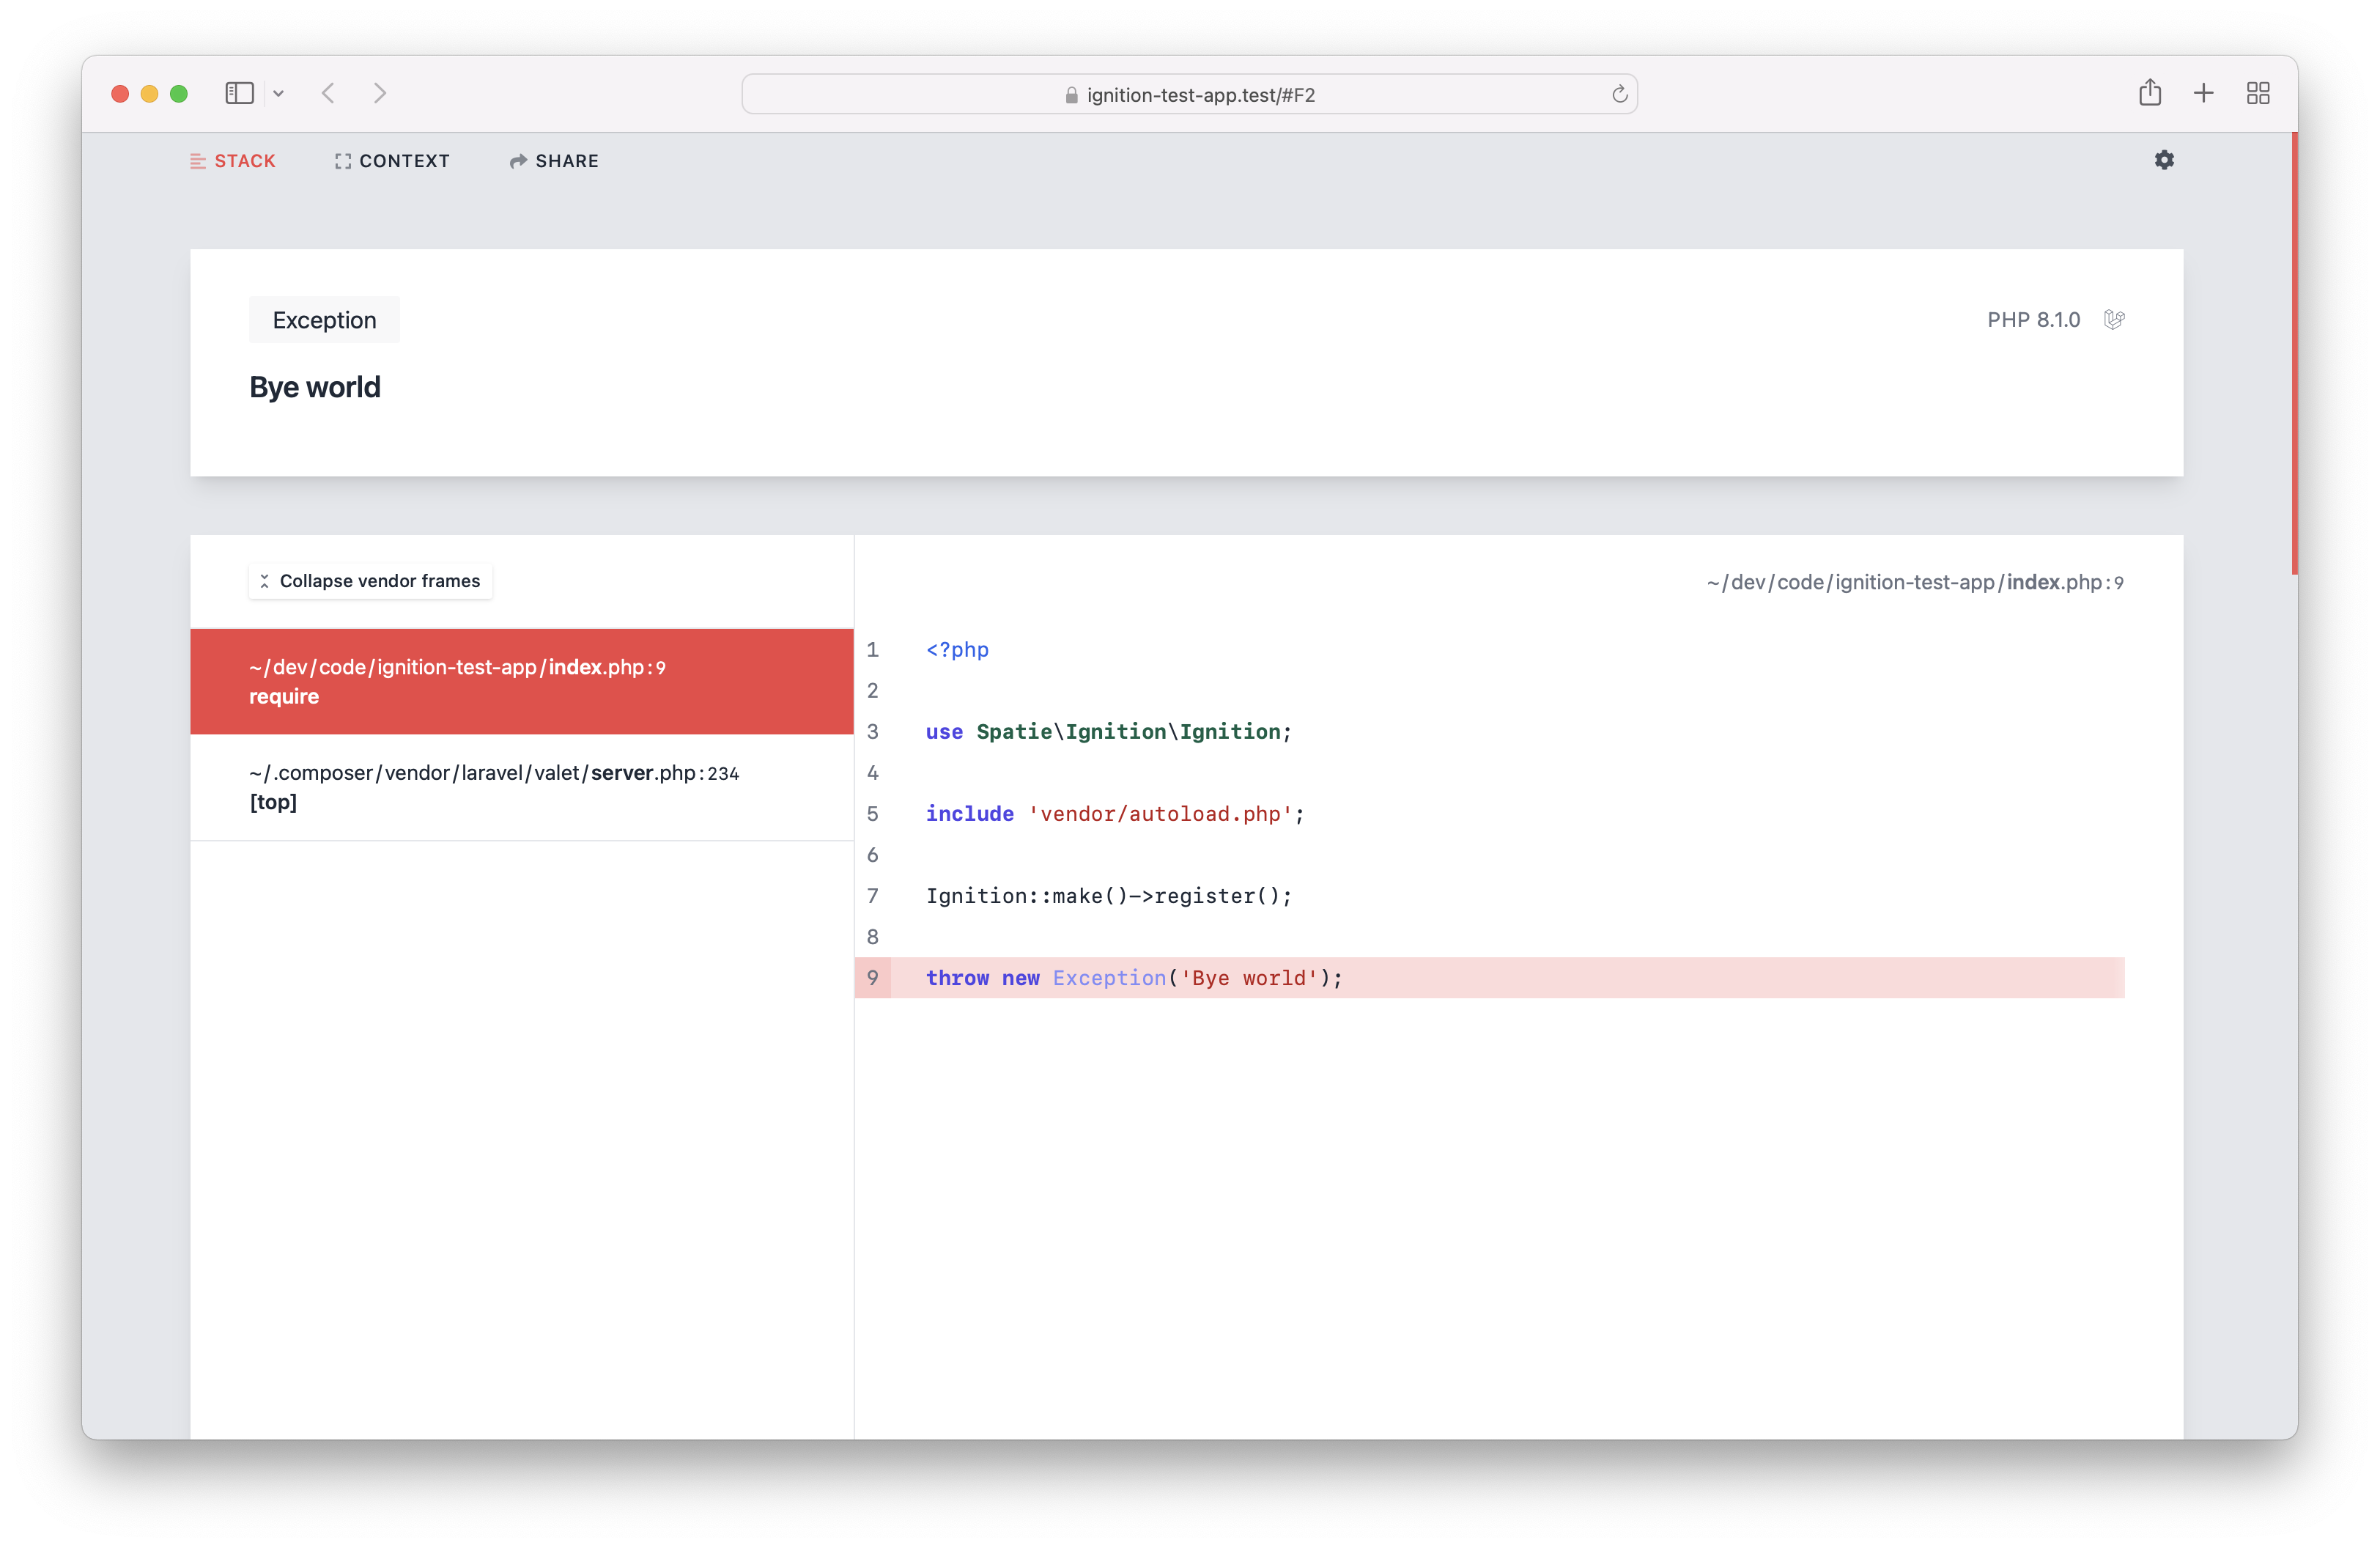 ignition-test-app.test/#F2
STACK CONTEXT SHARE
Exception
PHP 8.1.0
Bye world
Collapse vendor frames
~/dev/code/ignition-test-app/index.php:9
require
~/.composer/vendor/laravel/valet/server.php:234
[top]
~/dev/code/ignition-test-app/index.php:9
1 <?php
2
3 use Spatie\Ignition\Ignition;
4
5 include 'vendor/autoload.php';
6
7 Ignition::make()->register();
8
9 throw new Exception('Bye world');